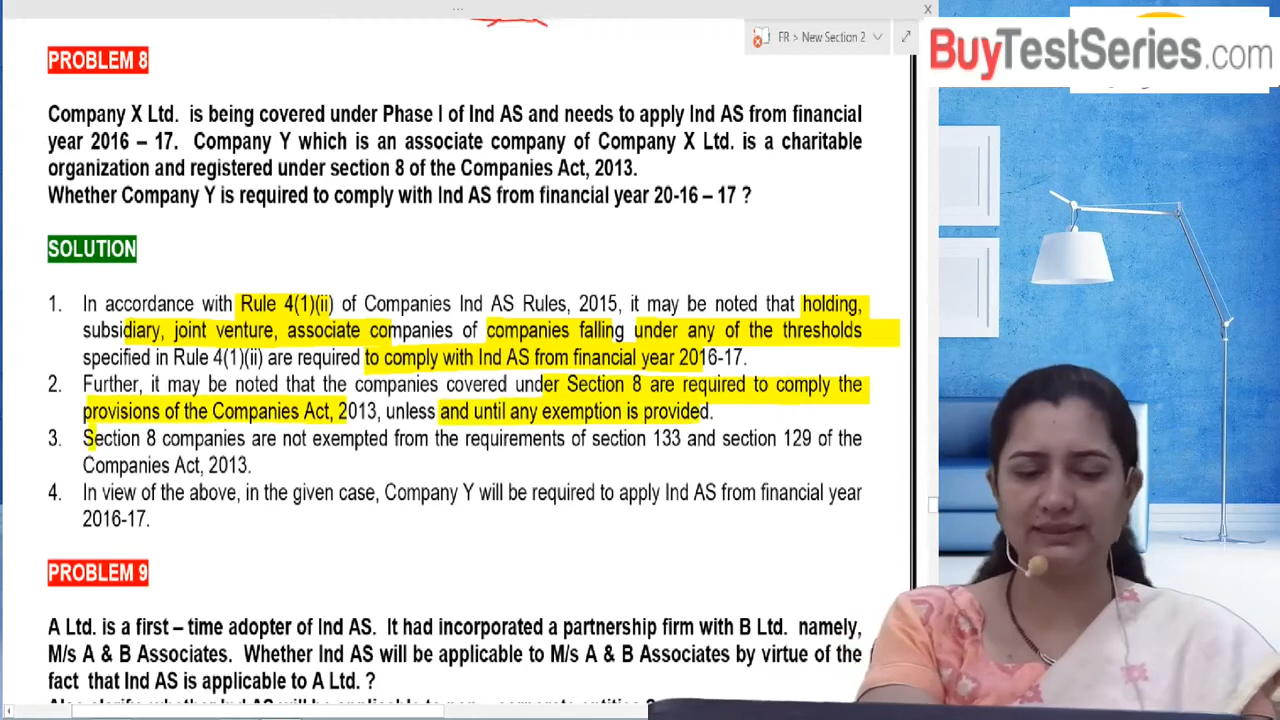 ...
x
FR > New Section 2
BuyTestSeries.com
PROBLEM 8
Company X Ltd. is being covered under Phase I of Ind AS and needs to apply Ind AS from financial
year 2016 – 17. Company Y which is an associate company of Company X Ltd. is a charitable
organization and registered under section 8 of the Companies Act, 2013.
Whether Company Y is required to comply with Ind AS from financial year 20-16 – 17 ?
SOLUTION
1. In accordance with Rule 4(1)(ii) of Companies Ind AS Rules, 2015, it may be noted that holding,
subsidiary, joint venture, associate companies of companies falling under any of the thresholds
specified in Rule 4(1)(ii) are required to comply with Ind AS from financial year 2016-17.
2. Further, it may be noted that the companies covered under Section 8 are required to comply the
provisions of the Companies Act, 2013, unless and until any exemption is provided.
3. Section 8 companies are not exempted from the requirements of section 133 and section 129 of the
Companies Act, 2013.
4. In view of the above, in the given case, Company Y will be required to apply Ind AS from financial year
2016-17.
PROBLEM 9
A Ltd. is a first – time adopter of Ind AS. It had incorporated a partnership firm with B Ltd. namely,
M/s A & B Associates. Whether Ind AS will be applicable to M/s A & B Associates by virtue of the
fact that Ind AS is applicable to A Ltd. ?